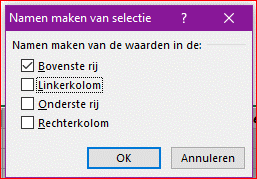 Namen maken van selectie ?
Namen maken van de waarden in de:
Bovenste rij
Linkerkolom
Onderste rij
Rechterkolom
OK Annuleren